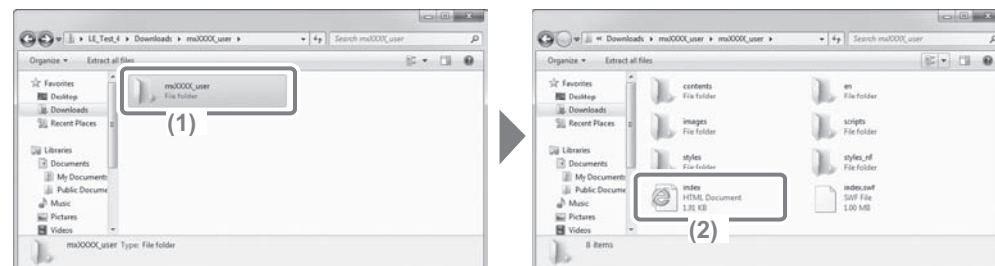 LE_Test_4 ▸ Downloads ▸ mxXXXX_user ▸
Search mxXXXX_user
Organize ▾ Extract all files
Favorites
Desktop
Downloads
Recent Places
Libraries
Documents
My Documents
Public Docume
Music
Pictures
Videos
mxXXXX_user
File folder
(1)
mxXXXX_user Type: File folder
« Downloads ▸ mxXXXX_user ▸ mxXXXX_user ▸
Search mxXXXX_user
Organize ▾ Extract all files
Favorites
Desktop
Downloads
Recent Places
Libraries
Documents
My Documents
Public Docume
Music
Pictures
Videos
contents
File folder
en
File folder
images
File folder
scripts
File folder
styles
File folder
styles_nf
File folder
index
HTML Document
1.91 KB
index.swf
SWF File
1.00 MB
(2)
8 items